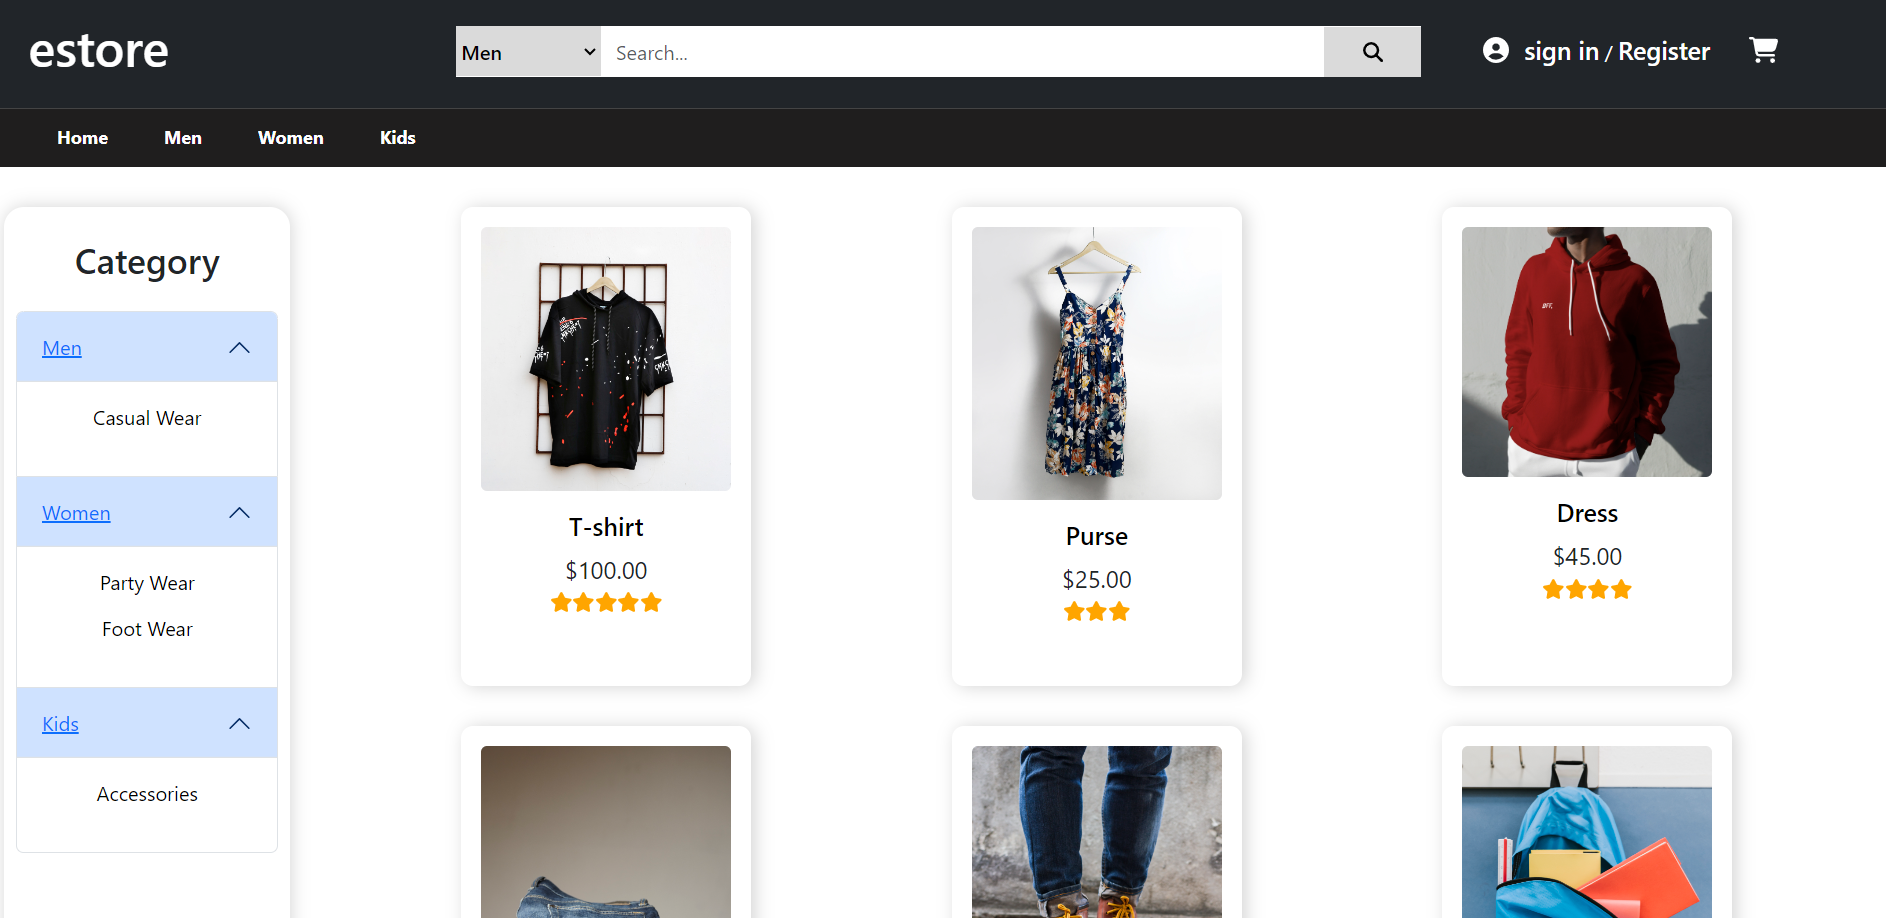 estore
Men
Search...
sign in / Register
Home
Men
Women
Kids
Category
Men
Casual Wear
Women
Party Wear
Foot Wear
Kids
Accessories
T-shirt
$100.00
Purse
$25.00
Dress
$45.00